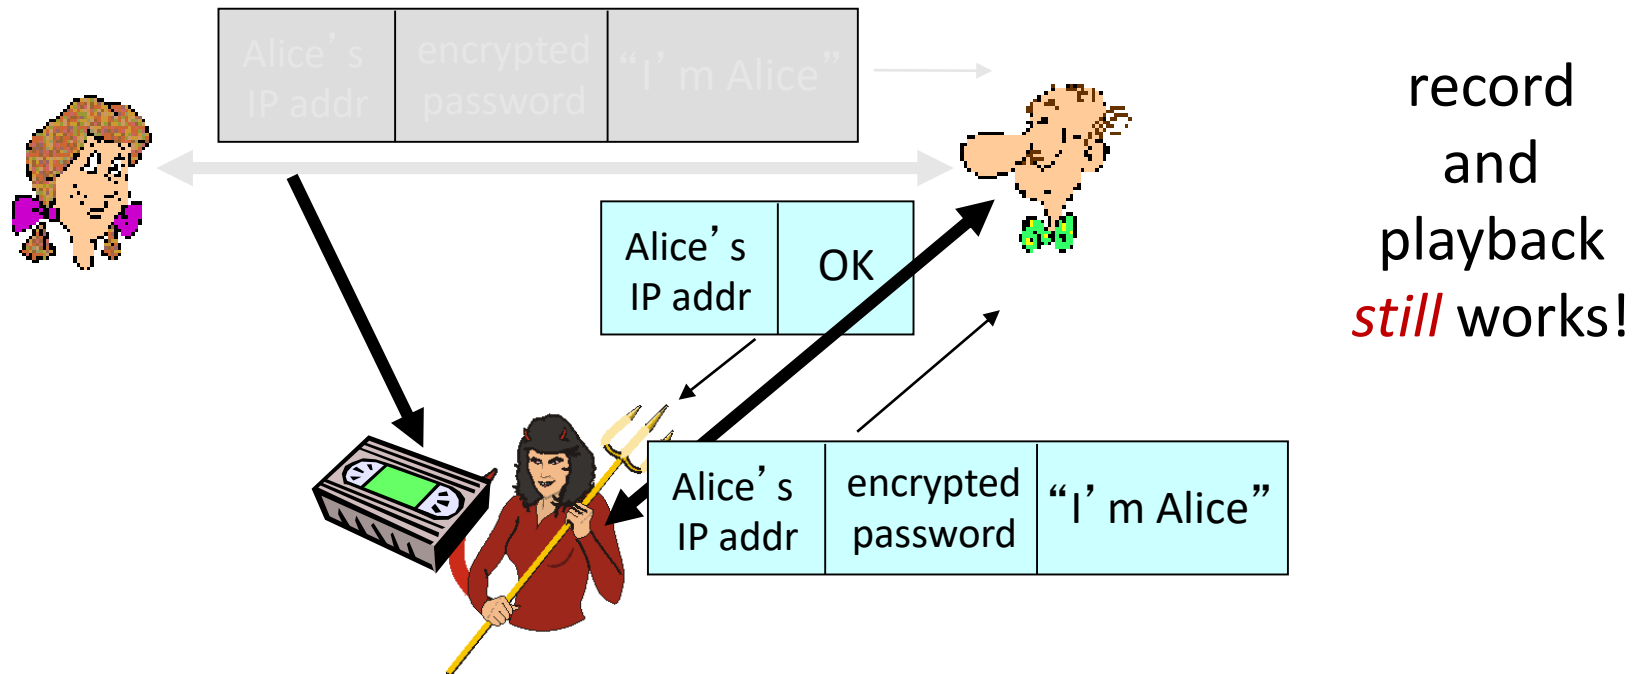 Alice’s
IP addr
encrypted
password
“I’m Alice”
record
and
playback
still works!
Alice’s
IP addr
OK
Alice’s
IP addr
encrypted
password
“I’m Alice”